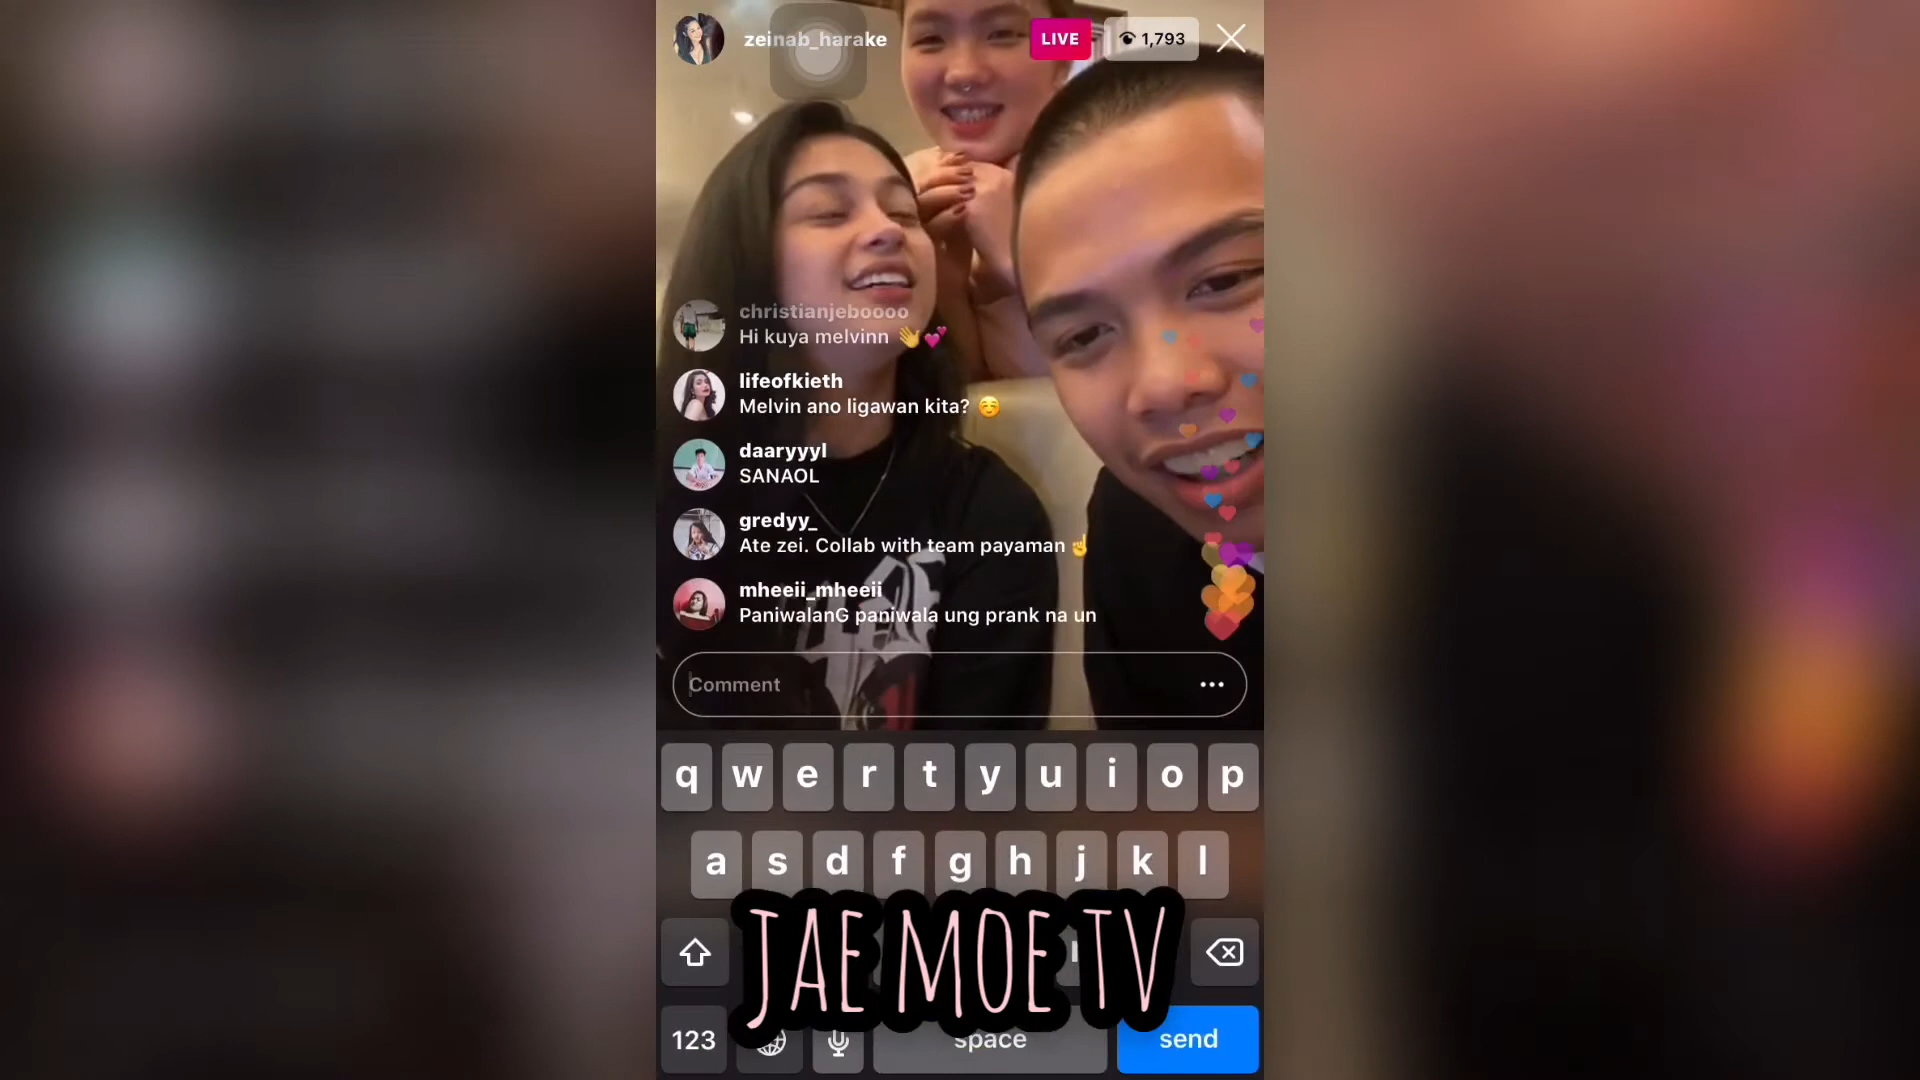 zeinab_harake
LIVE
1,793
christianjeboooo
Hi kuya melvinn 👋💕
lifeofkieth
Melvin ano ligawan kita? ☺️
daaryyyl
SANAOL
gredyy_
Ate zei. Collab with team payaman ☝️
mheeii_mheeii
PaniwalanG paniwala ung prank na un
Comment
q w e r t y u i o p
a s d f g h j k l
JAE MOE TV
123
space
send